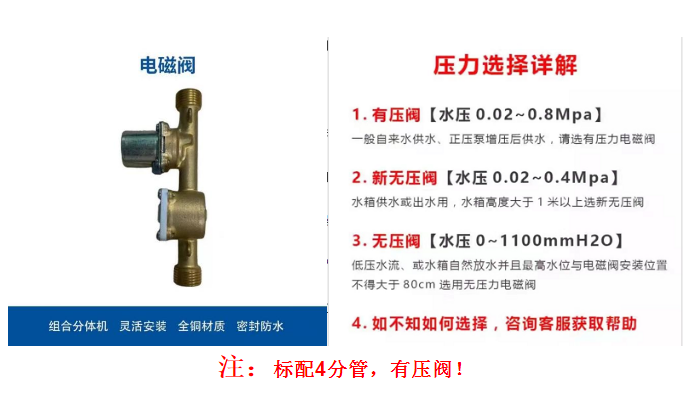 电磁阀
组合分体机 灵活安装 全铜材质 密封防水
压力选择详解
1. 有压阀【水压 0.02~0.8Mpa】
一般自来水供水、正压泵增压后供水，请选有压力电磁阀
2. 新无压阀【水压 0.02~0.4Mpa】
水箱供水或出水用，水箱高度大于1米以上选新无压阀
3. 无压阀【水压 0~1100mmH2O】
低压水流、或水箱自然放水并且最高水位与电磁阀安装位置
不得大于 80cm 选用无压力电磁阀
4. 如不知如何选择，咨询客服获取帮助
注：标配4分管，有压阀！